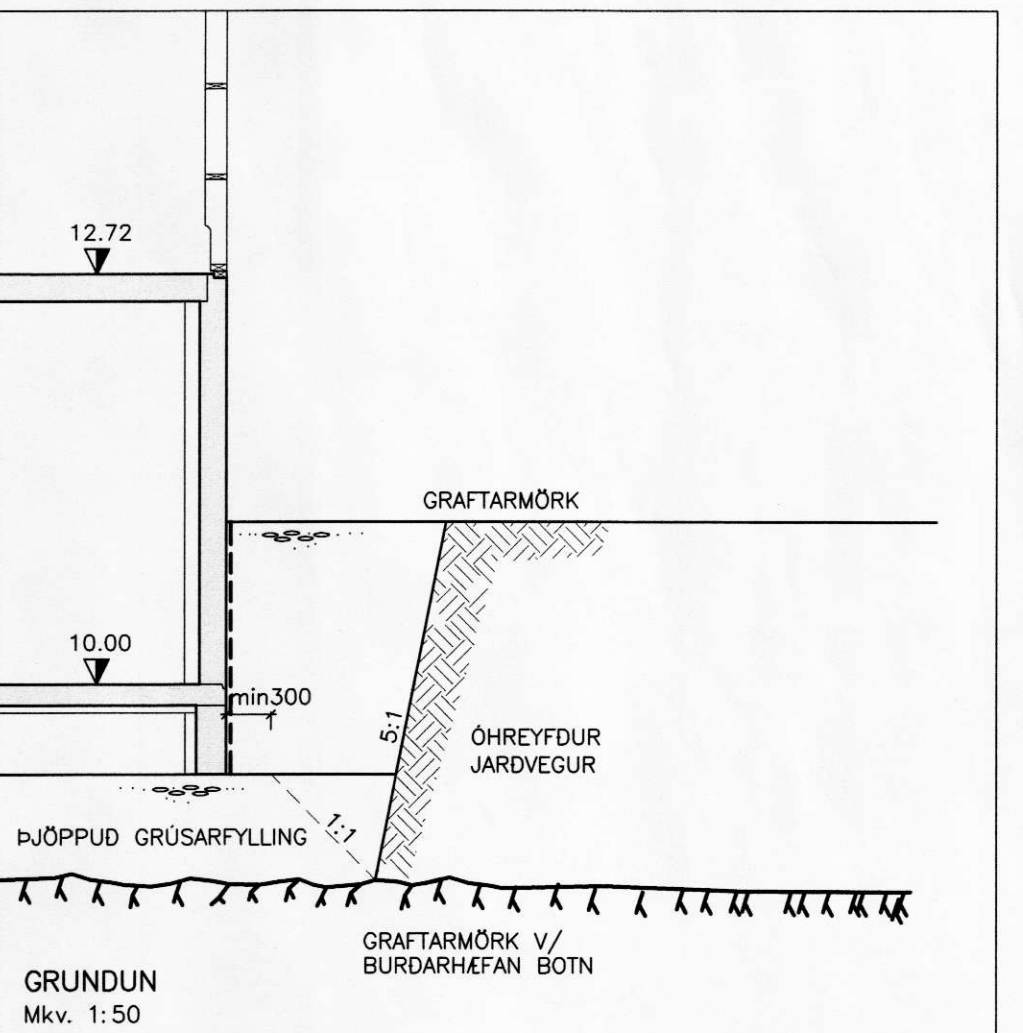 12.72
GRAFTARMÖRK
10.00
min300
5:1
ÓHREYFÐUR
JARÐVEGUR
1:1
ÞJÖPPUÐ GRÚSARFYLLING
GRAFTARMÖRK V/
BURÐARHÆFAN BOTN
GRUNDUN
Mkv. 1:50